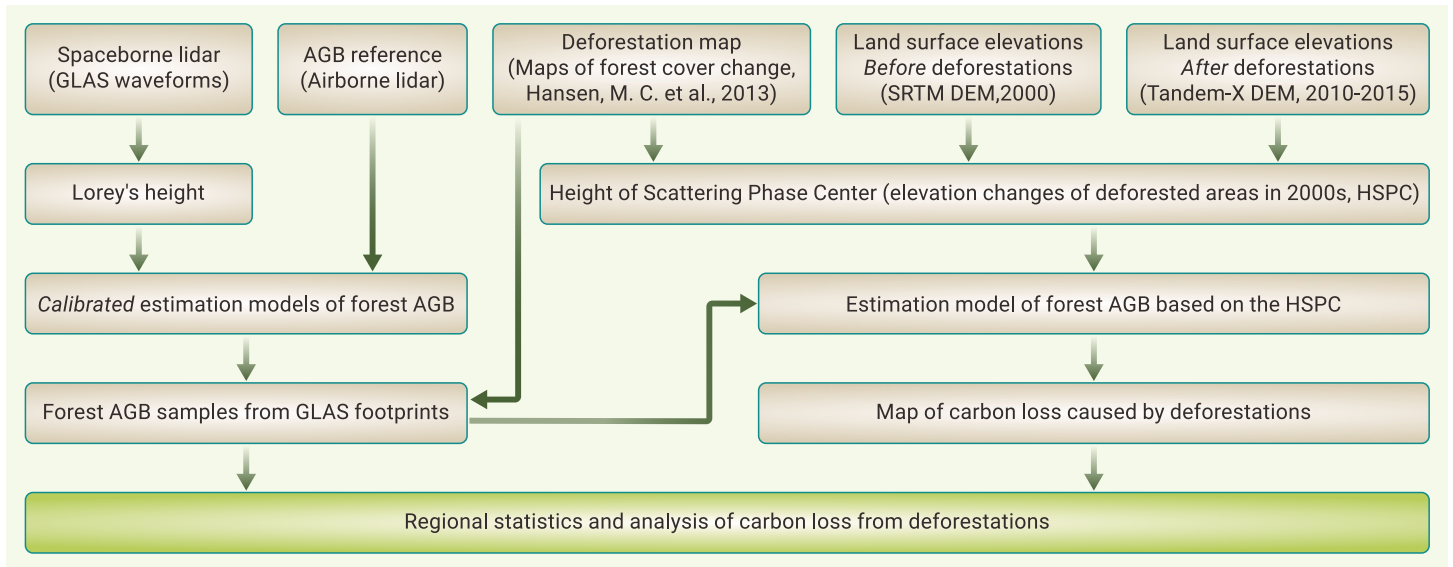 Spaceborne lidar
(GLAS waveforms)
AGB reference
(Airborne lidar)
Deforestation map
(Maps of forest cover change,
Hansen, M. C. et al., 2013)
Land surface elevations
Before deforestations
(SRTM DEM,2000)
Land surface elevations
After deforestations
(Tandem-X DEM, 2010-2015)
Lorey's height
Height of Scattering Phase Center (elevation changes of deforested areas in 2000s, HSPC)
Calibrated estimation models of forest AGB
Estimation model of forest AGB based on the HSPC
Forest AGB samples from GLAS footprints
Map of carbon loss caused by deforestations
Regional statistics and analysis of carbon loss from deforestations